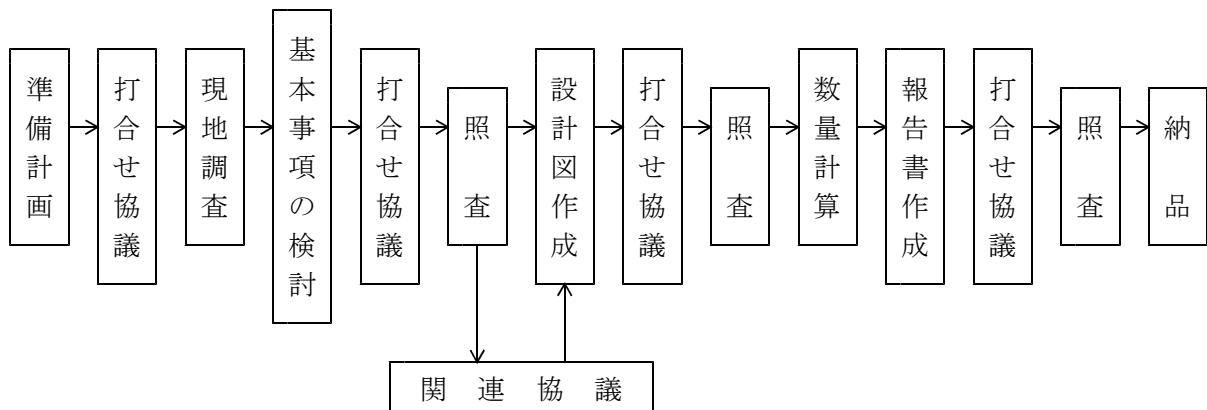 準備計画
打合せ協議
現地調査
基本事項の検討
打合せ協議
照査
設計図作成
打合せ協議
照査
数量計算
報告書作成
打合せ協議
照査
納品
関連協議